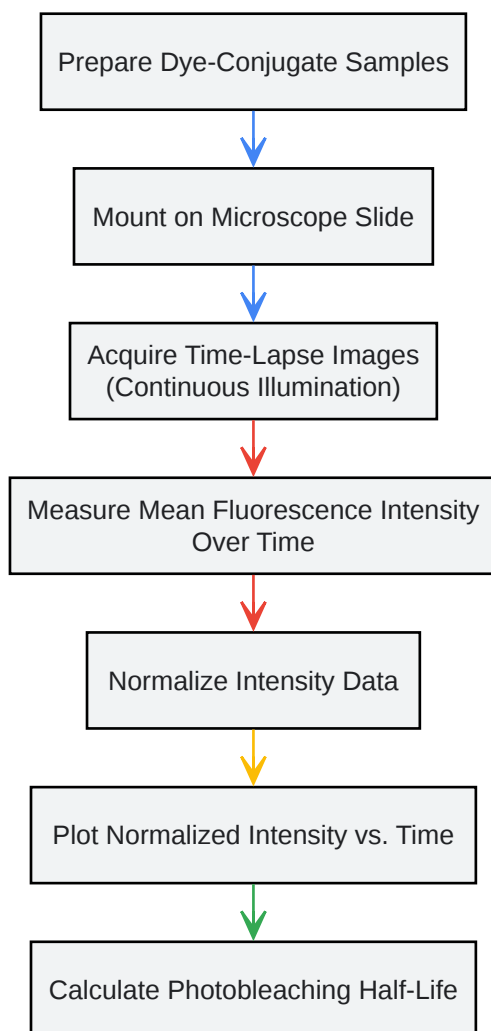 Prepare Dye-Conjugate Samples
Mount on Microscope Slide
Acquire Time-Lapse Images
(Continuous Illumination)
Measure Mean Fluorescence Intensity
Over Time
Normalize Intensity Data
Plot Normalized Intensity vs. Time
Calculate Photobleaching Half-Life